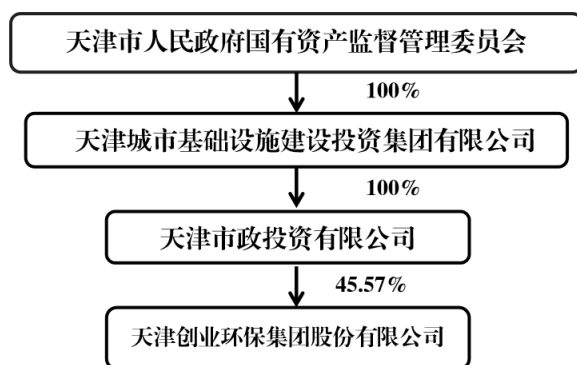 天津市人民政府国有资产监督管理委员会
100%
天津城市基础设施建设投资集团有限公司
100%
天津市政投资有限公司
45.57%
天津创业环保集团股份有限公司